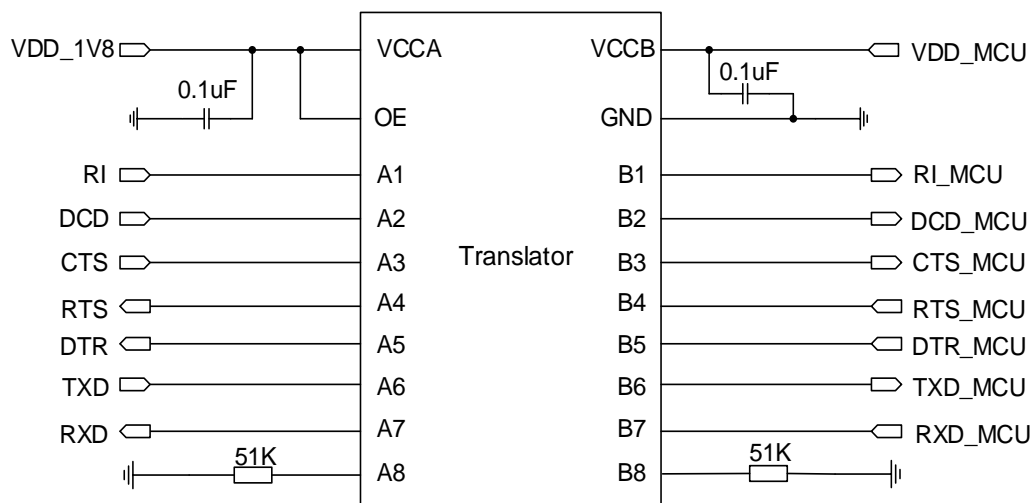 VDD_1V8 VCCA VCCB VDD_MCU
0.1uF 0.1uF
OE GND
RI A1 B1 RI_MCU
DCD A2 B2 DCD_MCU
Translator
CTS A3 B3 CTS_MCU
RTS A4 B4 RTS_MCU
DTR A5 B5 DTR_MCU
TXD A6 B6 TXD_MCU
RXD A7 B7 RXD_MCU
51K A8 B8 51K